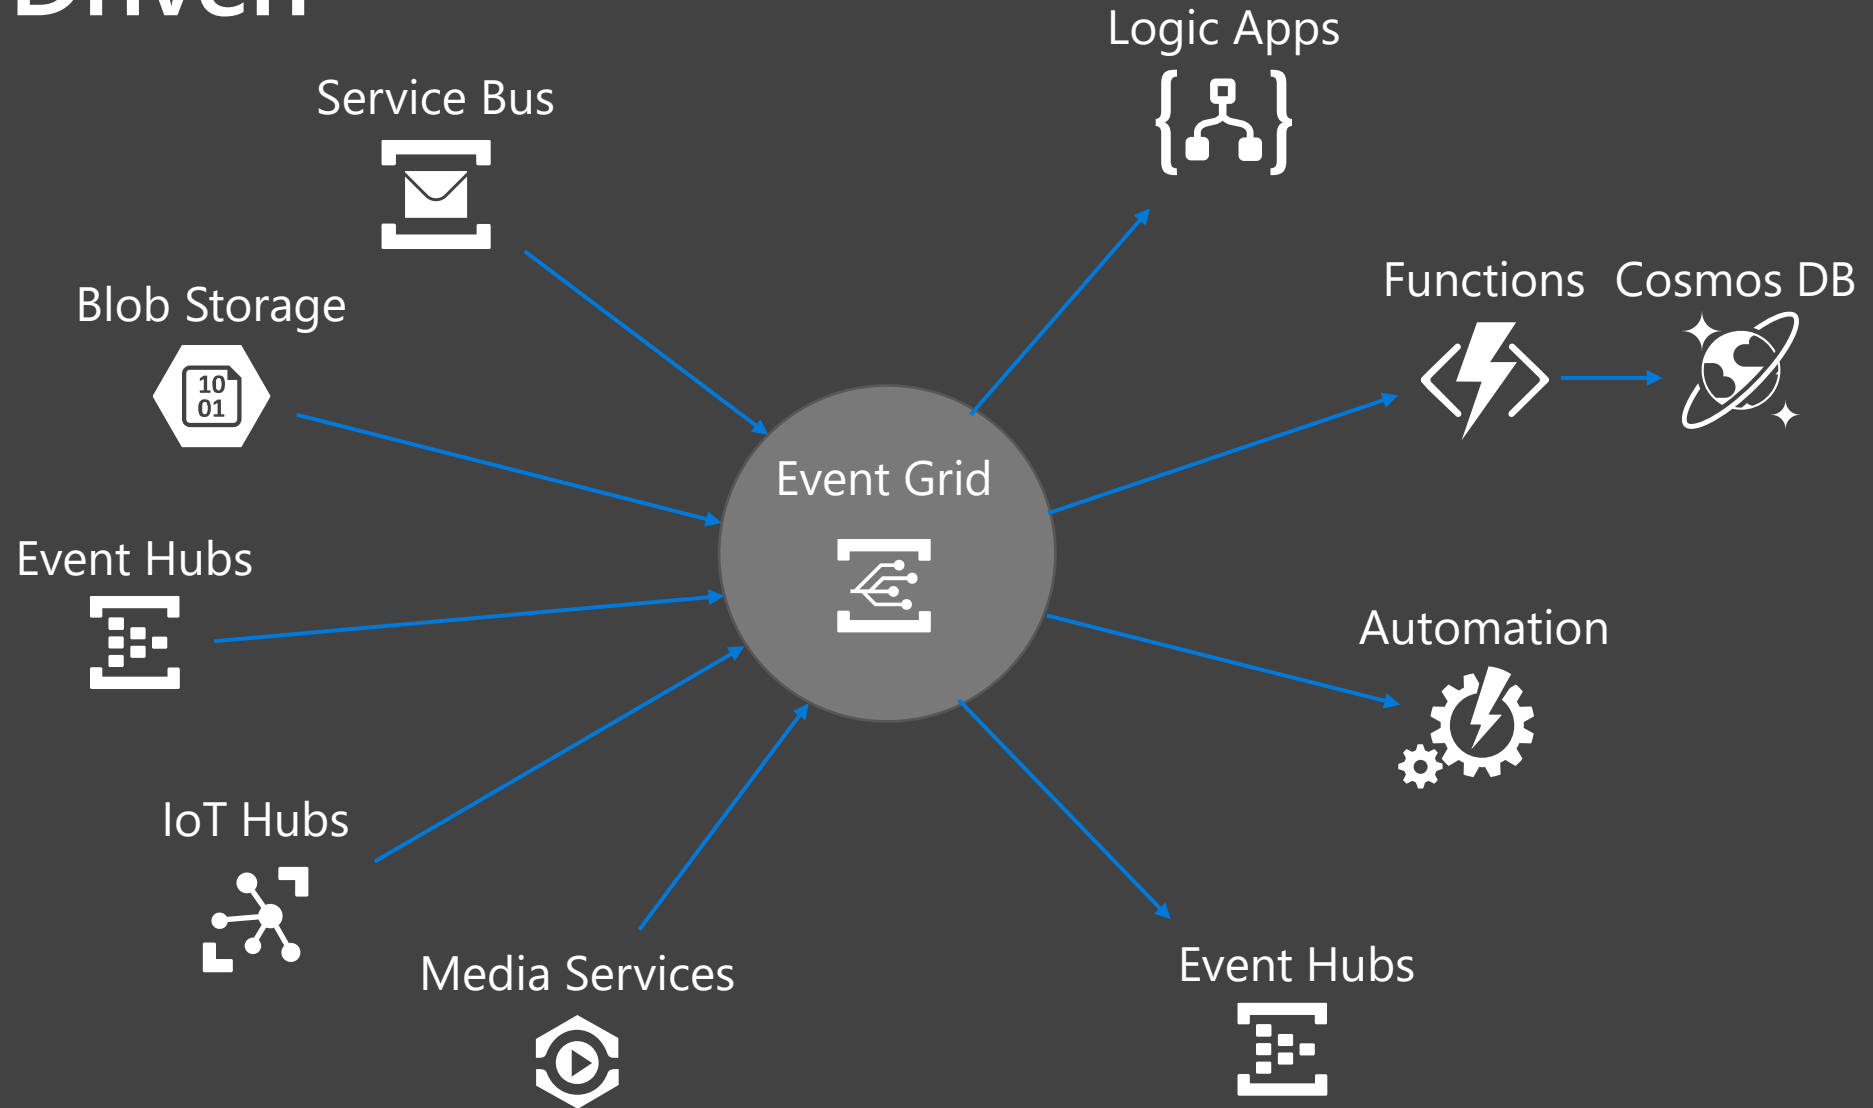 Driven
Logic Apps
Service Bus
Functions
Cosmos DB
Blob Storage
10
01
Event Grid
Event Hubs
Automation
IoT Hubs
Media Services
Event Hubs